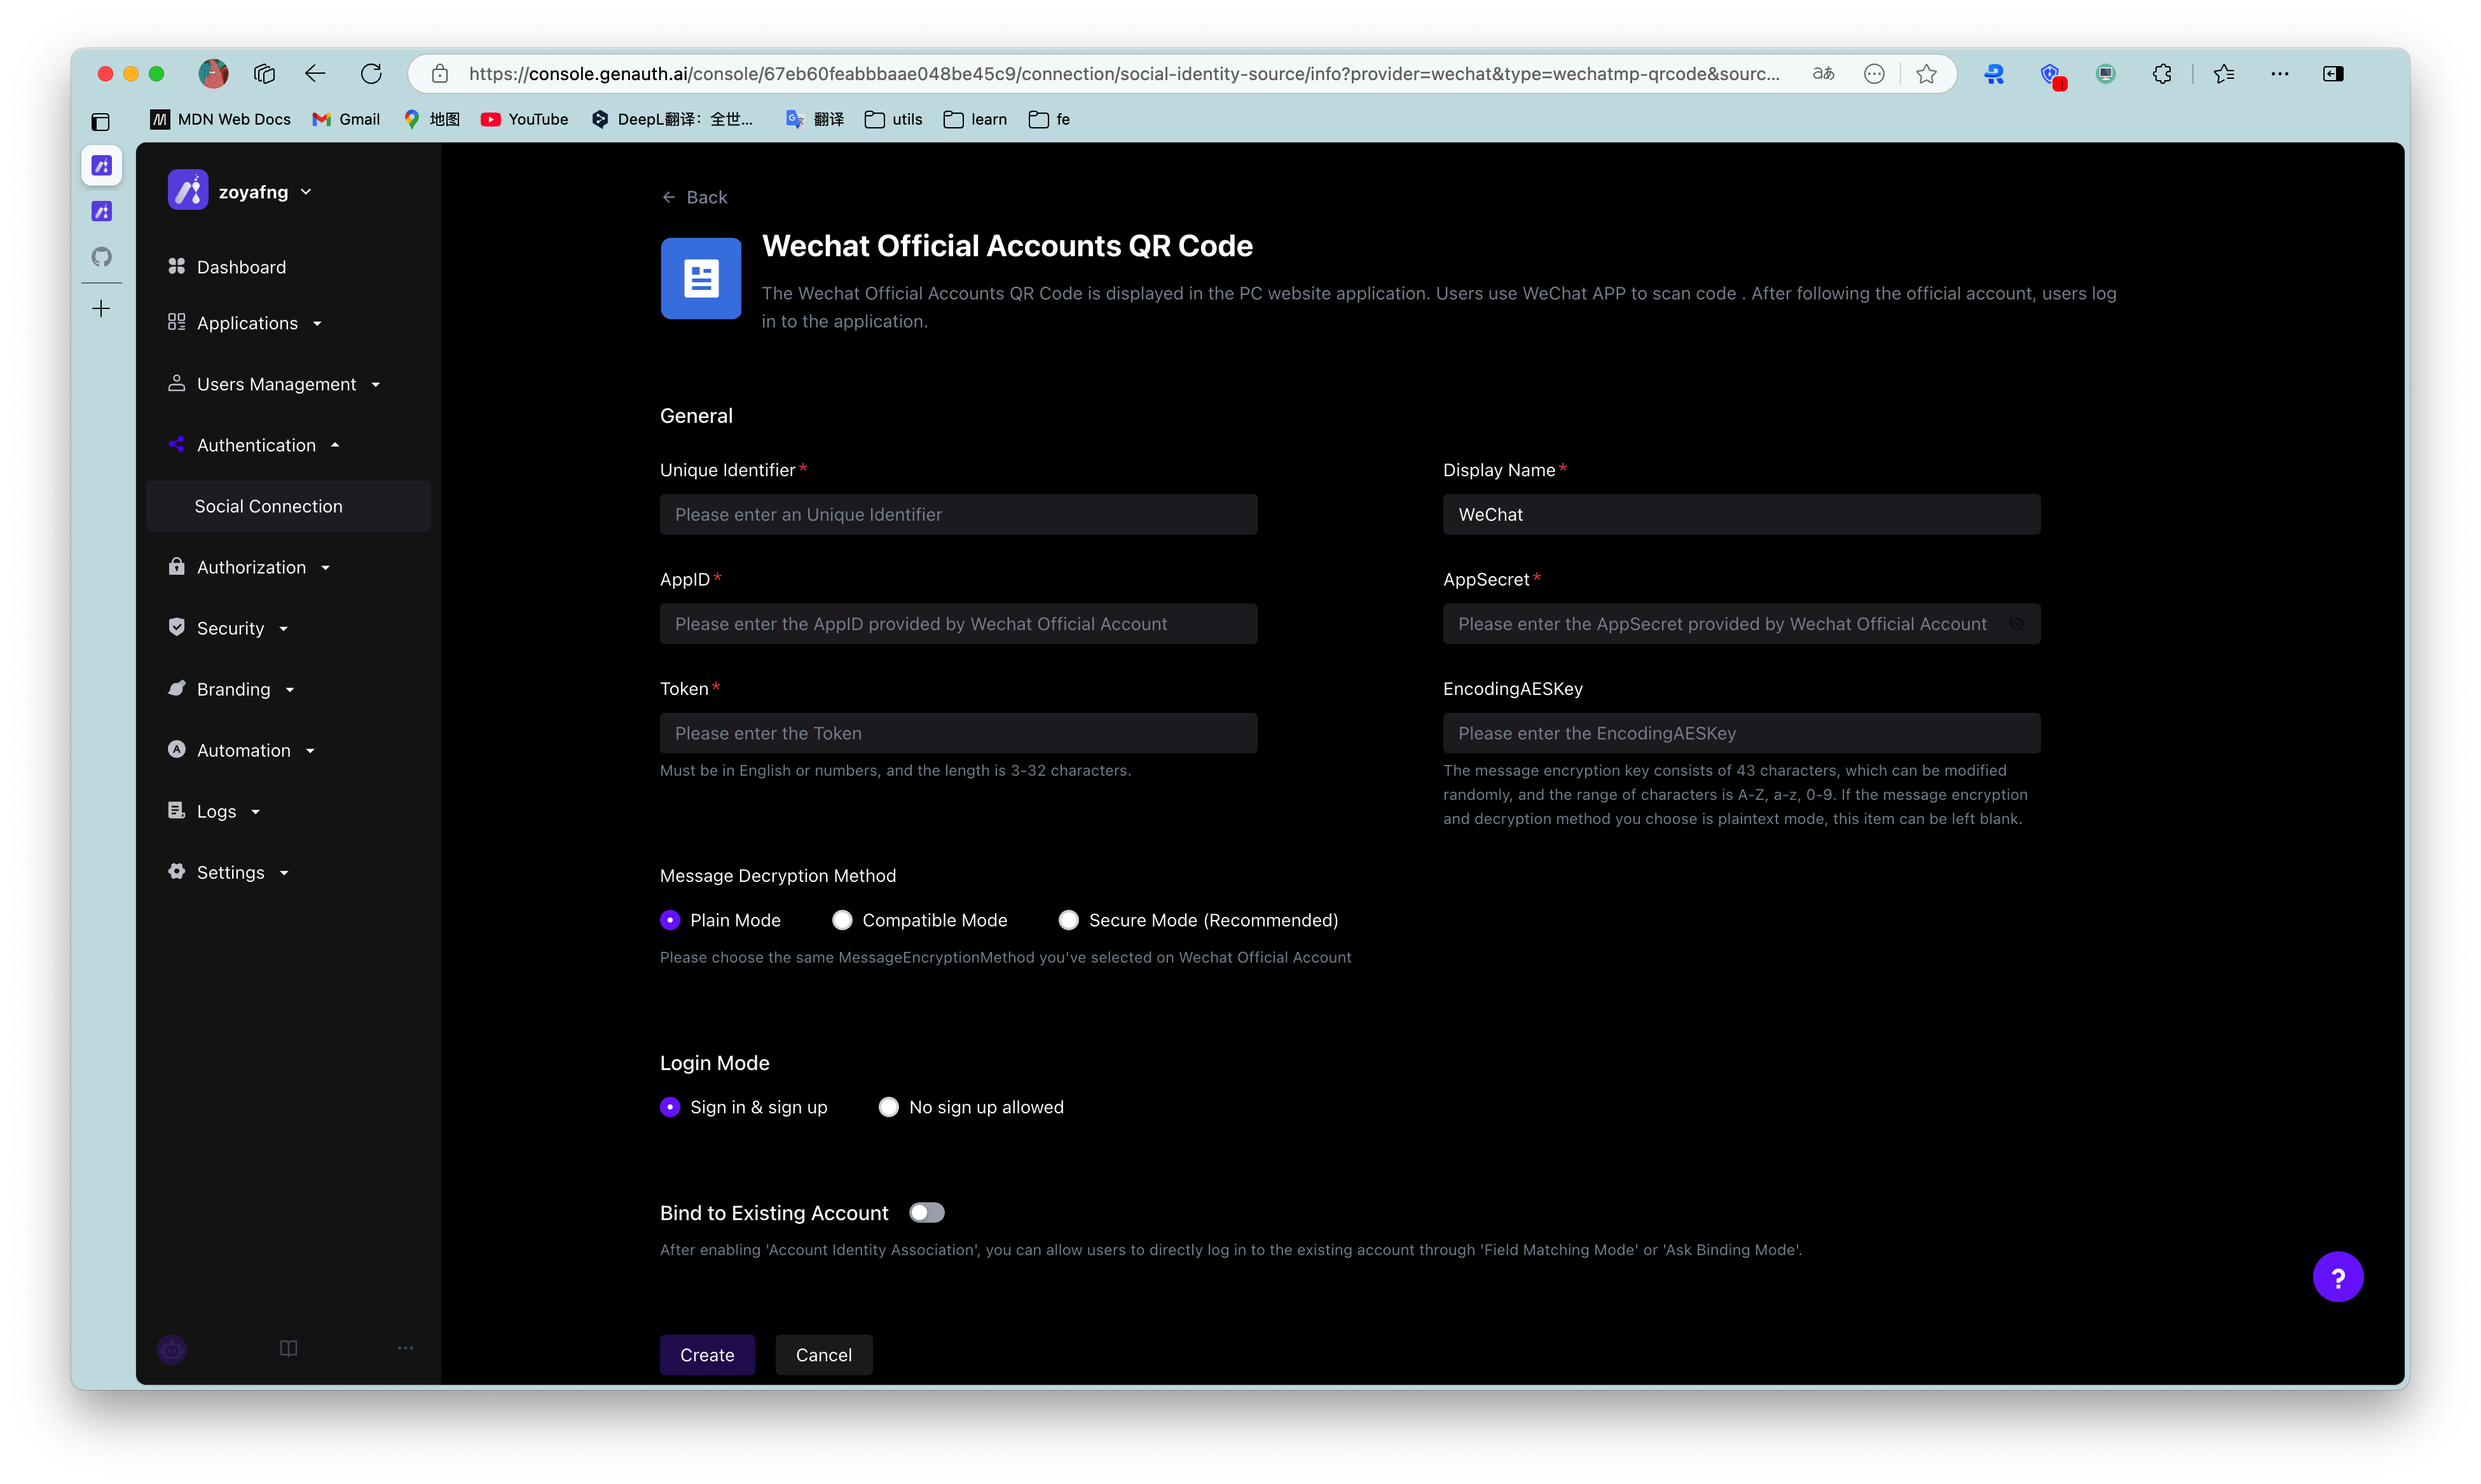 https://console.genauth.ai/console/67eb60feabbbaae048be45c9/connection/social-identity-source/info?provider=wechat&type=wechatmp-qrcode&sourc...
aあ
MDN Web Docs
Gmail
地图
YouTube
DeepL翻译：全世...
翻译
utils
learn
fe
zoyafng
Dashboard
Applications
Users Management
Authentication
Social Connection
Authorization
Security
Branding
Automation
Logs
Settings
Back
Wechat Official Accounts QR Code
The Wechat Official Accounts QR Code is displayed in the PC website application. Users use WeChat APP to scan code . After following the official account, users log
in to the application.
General
Unique Identifier*
Please enter an Unique Identifier
Display Name*
WeChat
AppID*
Please enter the AppID provided by Wechat Official Account
AppSecret*
Please enter the AppSecret provided by Wechat Official Account
Token*
Please enter the Token
Must be in English or numbers, and the length is 3-32 characters.
EncodingAESKey
Please enter the EncodingAESKey
The message encryption key consists of 43 characters, which can be modified
randomly, and the range of characters is A-Z, a-z, 0-9. If the message encryption
and decryption method you choose is plaintext mode, this item can be left blank.
Message Decryption Method
Plain Mode
Compatible Mode
Secure Mode (Recommended)
Please choose the same MessageEncryptionMethod you've selected on Wechat Official Account
Login Mode
Sign in & sign up
No sign up allowed
Bind to Existing Account
After enabling 'Account Identity Association', you can allow users to directly log in to the existing account through 'Field Matching Mode' or 'Ask Binding Mode'.
Create
Cancel
?